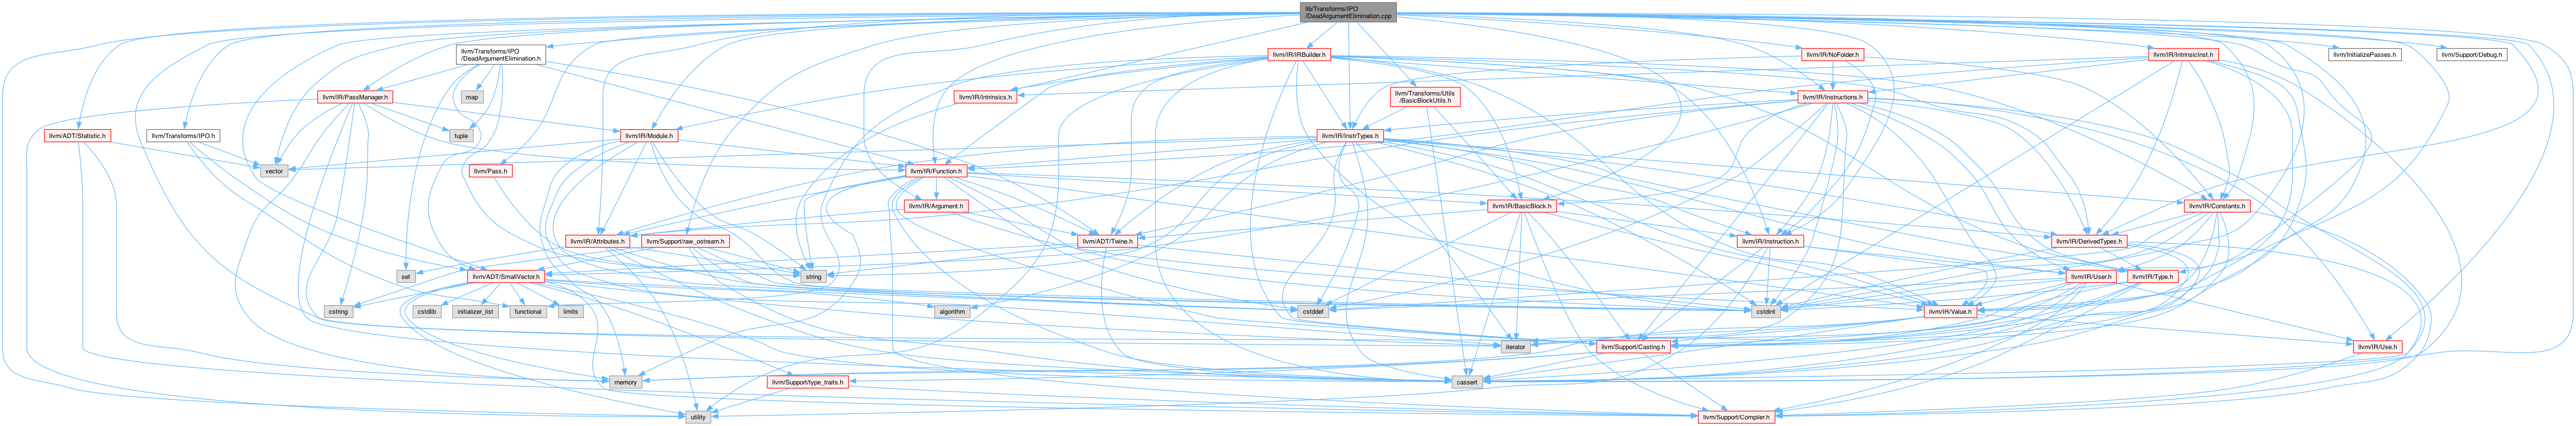 lib/Transforms/IPO
/DeadArgumentElimination.cpp
llvm/Transforms/IPO
/DeadArgumentElimination.h
llvm/IR/IRBuilder.h
llvm/IR/NoFolder.h
llvm/IR/IntrinsicInst.h
llvm/InitializePasses.h
llvm/Support/Debug.h
llvm/IR/PassManager.h
map
llvm/IR/Intrinsics.h
llvm/Transforms/Utils
/BasicBlockUtils.h
llvm/IR/Instructions.h
llvm/ADT/Statistic.h
llvm/Transforms/IPO.h
tuple
llvm/IR/Module.h
llvm/IR/InstrTypes.h
vector
llvm/Pass.h
llvm/IR/Function.h
llvm/IR/Argument.h
llvm/IR/BasicBlock.h
llvm/IR/Constants.h
llvm/IR/Attributes.h
llvm/Support/raw_ostream.h
llvm/ADT/Twine.h
llvm/IR/Instruction.h
llvm/IR/DerivedTypes.h
set
llvm/ADT/SmallVector.h
string
llvm/IR/User.h
llvm/IR/Type.h
cstring
cstdlib
initializer_list
functional
limits
algorithm
cstddef
cstdint
llvm/IR/Value.h
iterator
llvm/Support/Casting.h
llvm/IR/Use.h
memory
llvm/Support/type_traits.h
cassert
utility
llvm/Support/Compiler.h